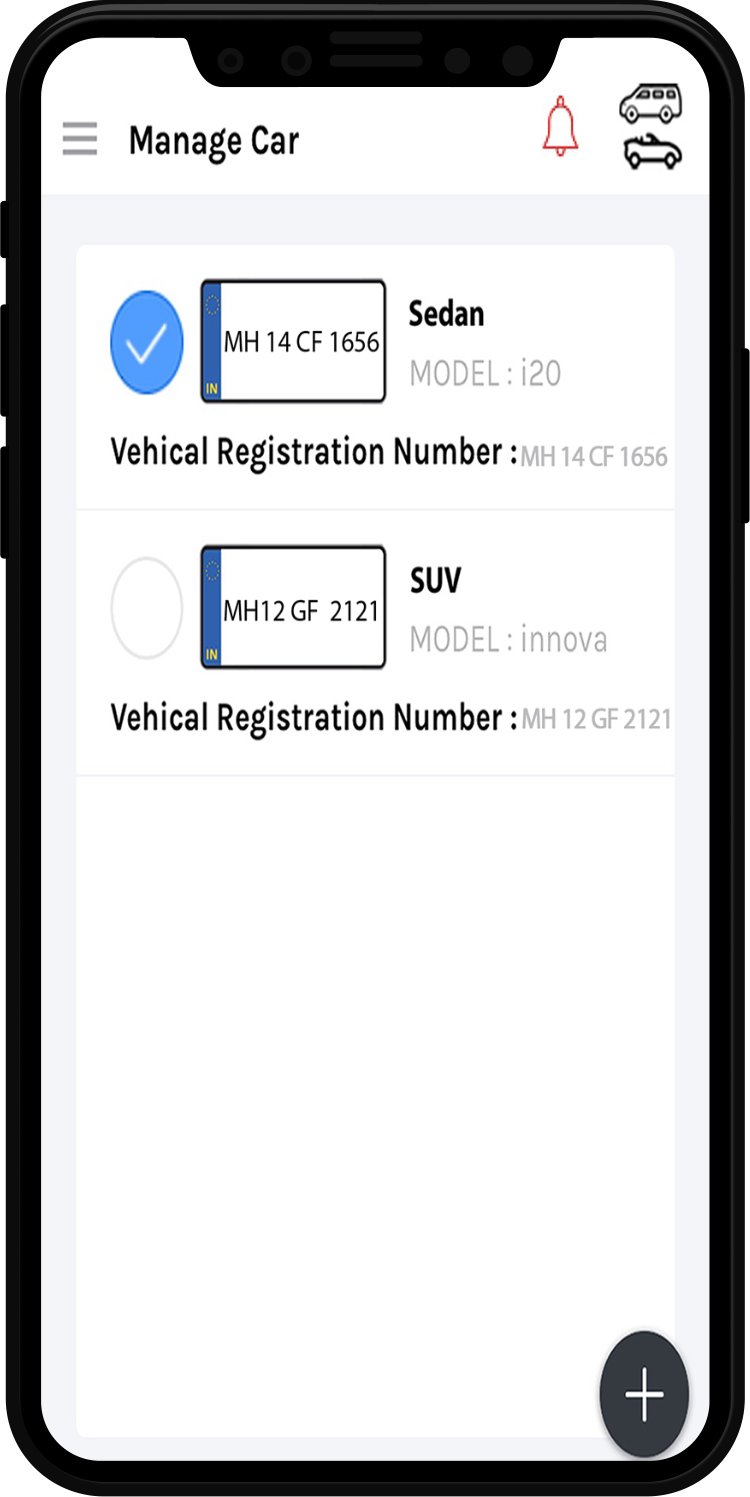 Manage Car
MH 14 CF 1656
IN
Sedan
MODEL : i20
Vehical Registration Number : MH 14 CF 1656
MH12 GF 2121
IN
SUV
MODEL : innova
Vehical Registration Number : MH 12 GF 2121